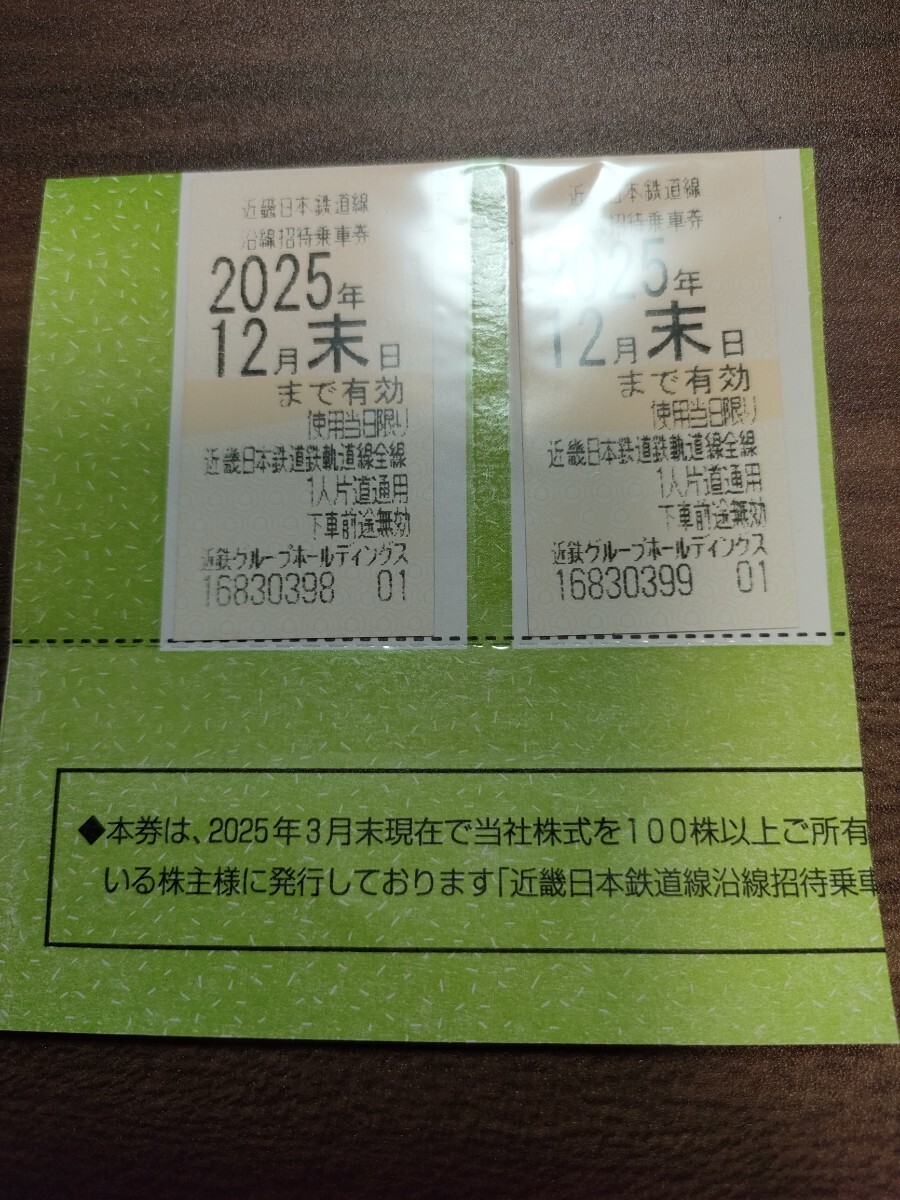 近畿日本鉄道線
沿線招待乗車券
2025年
12月末日
まで有効
使用当日限り
近畿日本鉄道鉄軌道線全線
1人片道通用
下車前途無効
近鉄グループホールディングス
16830398 01
近畿日本鉄道線
沿線招待乗車券
2025年
12月末日
まで有効
使用当日限り
近畿日本鉄道鉄軌道線全線
1人片道通用
下車前途無効
近鉄グループホールディングス
16830399 01
◆本券は、2025年3月末現在で当社株式を100株以上ご所有
いる株主様に発行しております「近畿日本鉄道線沿線招待乗車